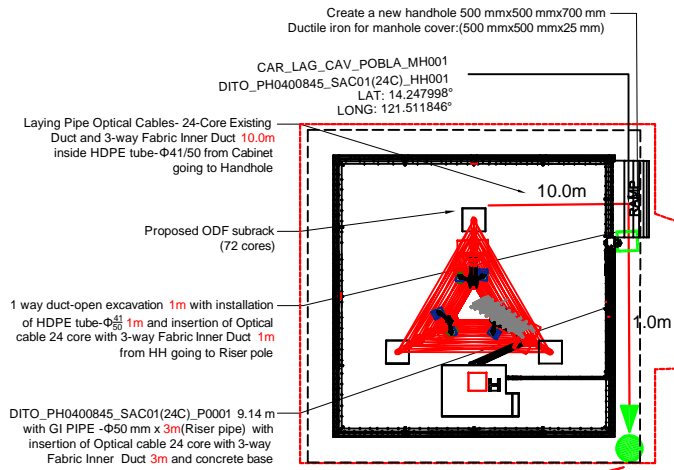 Create a new handhole 500 mmx500 mmx700 mm
Ductile iron for manhole cover:(500 mmx500 mmx25 mm)
CAR_LAG_CAV_POBLA_MH001
DITO_PH0400845_SAC01(24C)_HH001
LAT: 14.247998°
LONG: 121.511846°
Laying Pipe Optical Cables- 24-Core Existing
Duct and 3-way Fabric Inner Duct 10.0m
inside HDPE tube-Φ41/50 from Cabinet
going to Handhole
10.0m
RAMP
Proposed ODF subrack
(72 cores)
1 way duct-open excavation 1m with installation
of HDPE tube-Φ41/50 1m and insertion of Optical
cable 24 core with 3-way Fabric Inner Duct 1m
from HH going to Riser pole
1.0m
H
DITO_PH0400845_SAC01(24C)_P0001 9.14 m
with GI PIPE -Φ50 mm x 3m(Riser pipe) with
insertion of Optical cable 24 core with 3-way
Fabric Inner Duct 3m and concrete base